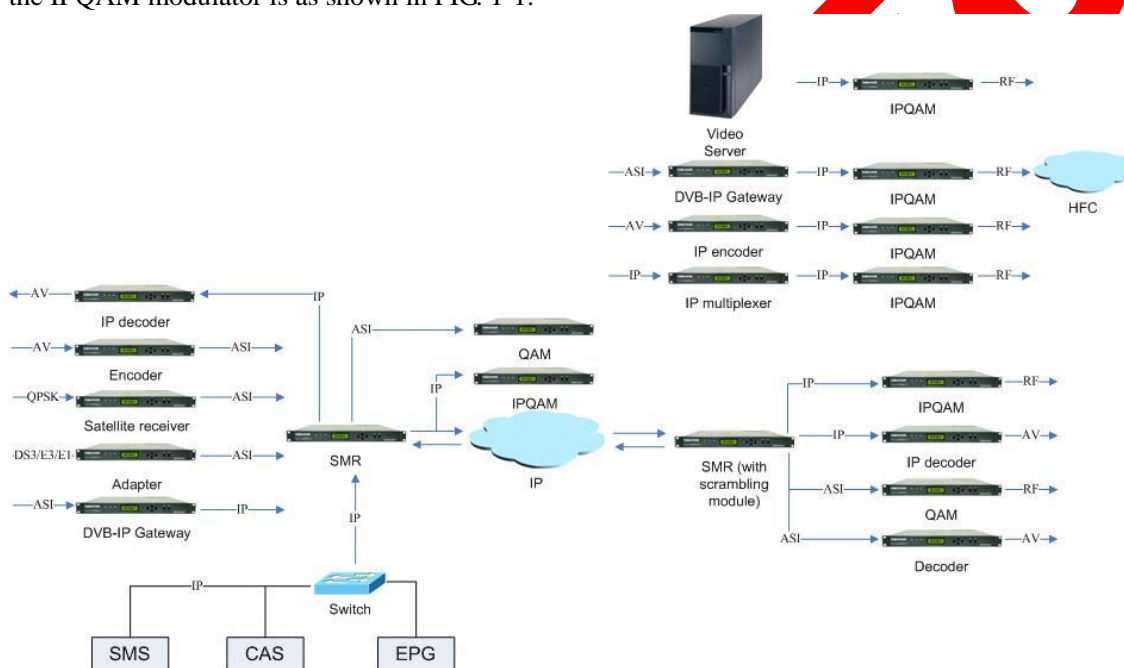 the IPQAM modulator is as shown in FIG. 1-1:
IP
RF
IPQAM
Video
Server
ASI
DVB-IP Gateway
IP
IPQAM
RF
HFC
AV
IP encoder
IP
IPQAM
RF
IP
IP multiplexer
IP
IPQAM
RF
AV
IP decoder
IP
AV
Encoder
ASI
QPSK
Satellite receiver
ASI
DS3/E3/E1
Adapter
ASI
ASI
DVB-IP Gateway
IP
ASI
QAM
IP
IPQAM
SMR
IP
IP
SMR (with
scrambling
module)
IP
IPQAM
RF
IP
IP decoder
AV
ASI
QAM
RF
ASI
Decoder
AV
IP
Switch
SMS
CAS
EPG